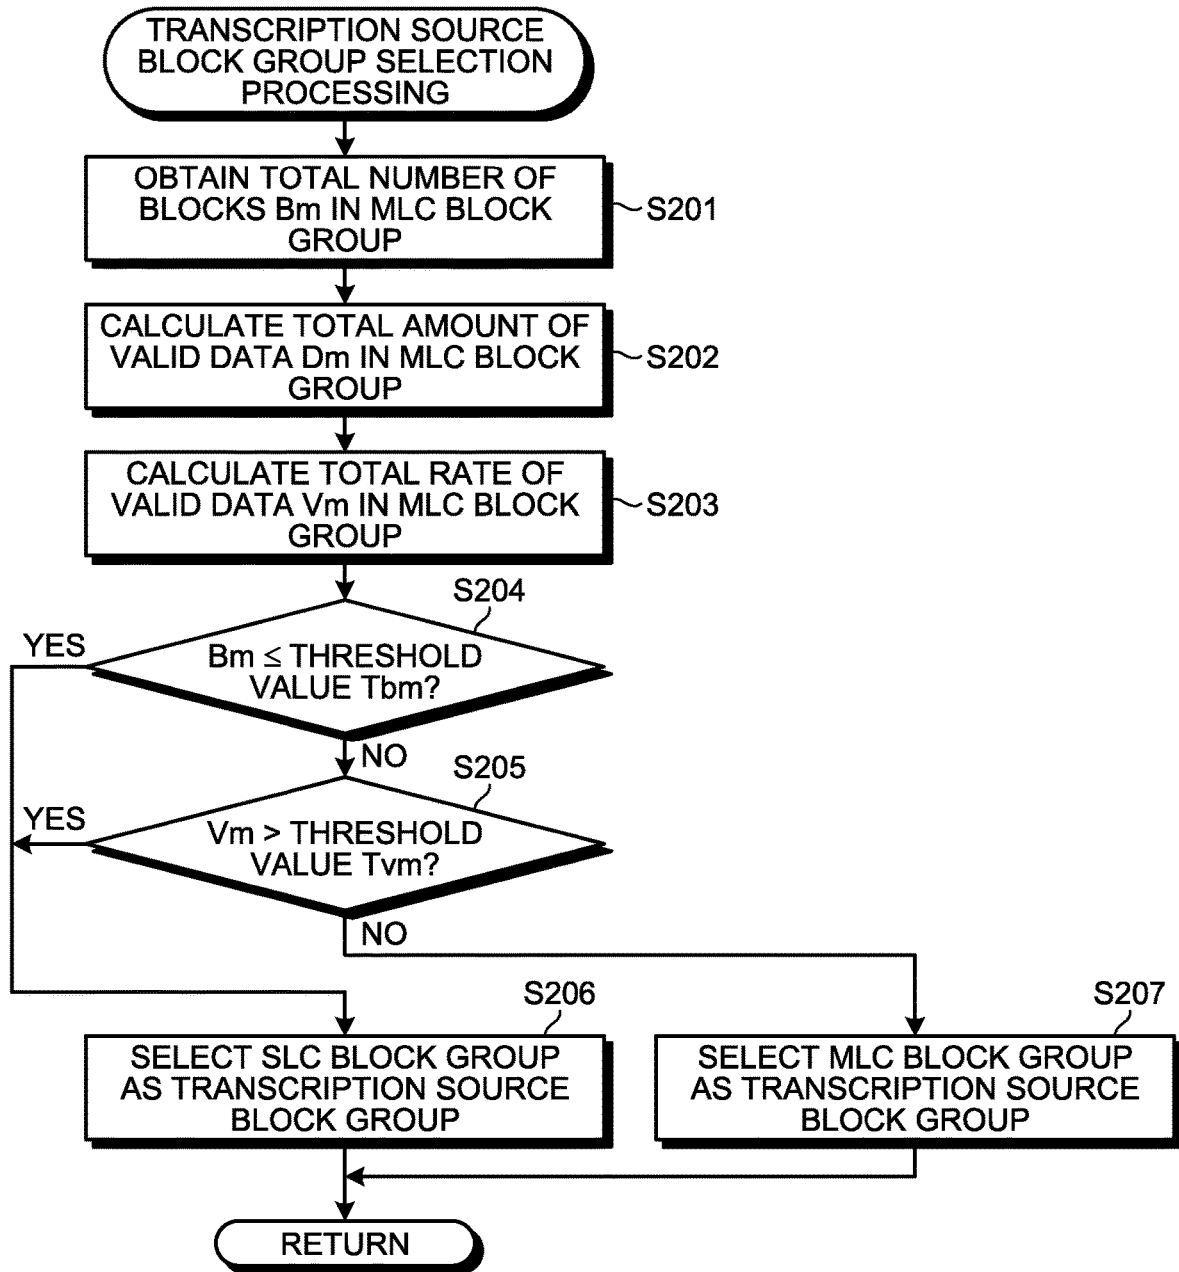 TRANSCRIPTION SOURCE
BLOCK GROUP SELECTION
PROCESSING
OBTAIN TOTAL NUMBER OF
BLOCKS Bm IN MLC BLOCK
GROUP
S201
CALCULATE TOTAL AMOUNT OF
VALID DATA Dm IN MLC BLOCK
GROUP
S202
CALCULATE TOTAL RATE OF
VALID DATA Vm IN MLC BLOCK
GROUP
S203
S204
YES
Bm ≤ THRESHOLD
VALUE Tbm?
NO
S205
YES
Vm > THRESHOLD
VALUE Tvm?
NO
S206
SELECT SLC BLOCK GROUP
AS TRANSCRIPTION SOURCE
BLOCK GROUP
S207
SELECT MLC BLOCK GROUP
AS TRANSCRIPTION SOURCE
BLOCK GROUP
RETURN